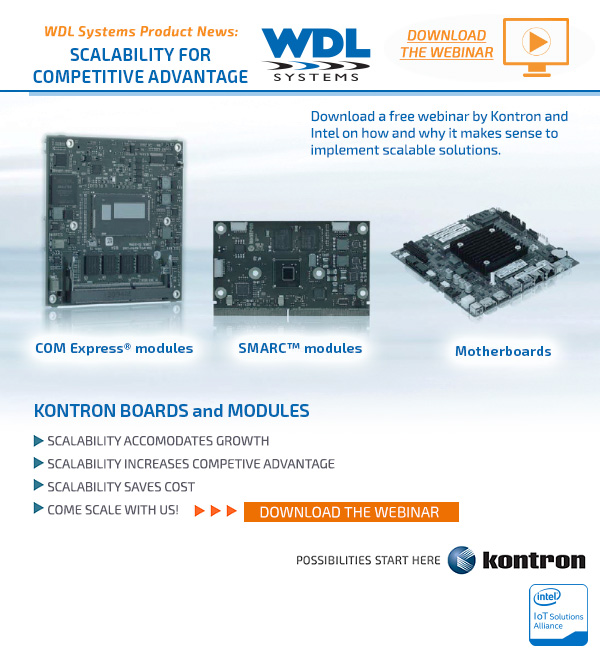 WDL Systems Product News:
SCALABILITY FOR
COMPETITIVE ADVANTAGE
WDL
SYSTEMS
DOWNLOAD
THE WEBINAR
Download a free webinar by Kontron and
Intel on how and why it makes sense to
implement scalable solutions.
COM Express® modules
SMARC™ modules
Motherboards
KONTRON BOARDS and MODULES
SCALABILITY ACCOMODATES GROWTH
SCALABILITY INCREASES COMPETIVE ADVANTAGE
SCALABILITY SAVES COST
COME SCALE WITH US!
DOWNLOAD THE WEBINAR
POSSIBILITIES START HERE
kontron
intel
IoT Solutions
Alliance